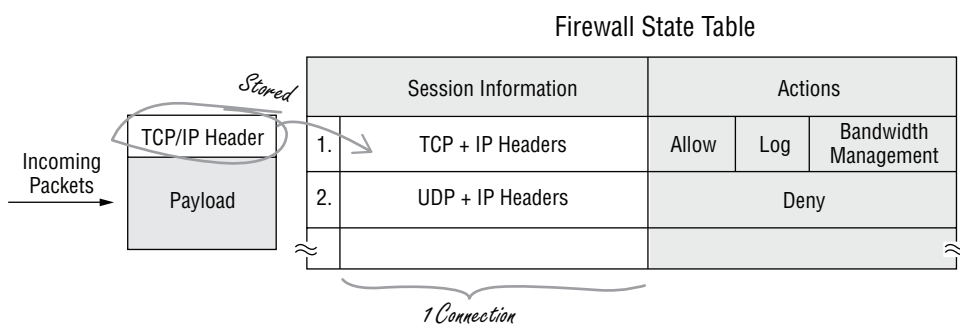 Firewall State Table
Stored
Session Information
Actions
TCP/IP Header
1.
TCP + IP Headers
Allow
Log
Bandwidth
Management
Incoming
Packets
Payload
2.
UDP + IP Headers
Deny
1 Connection